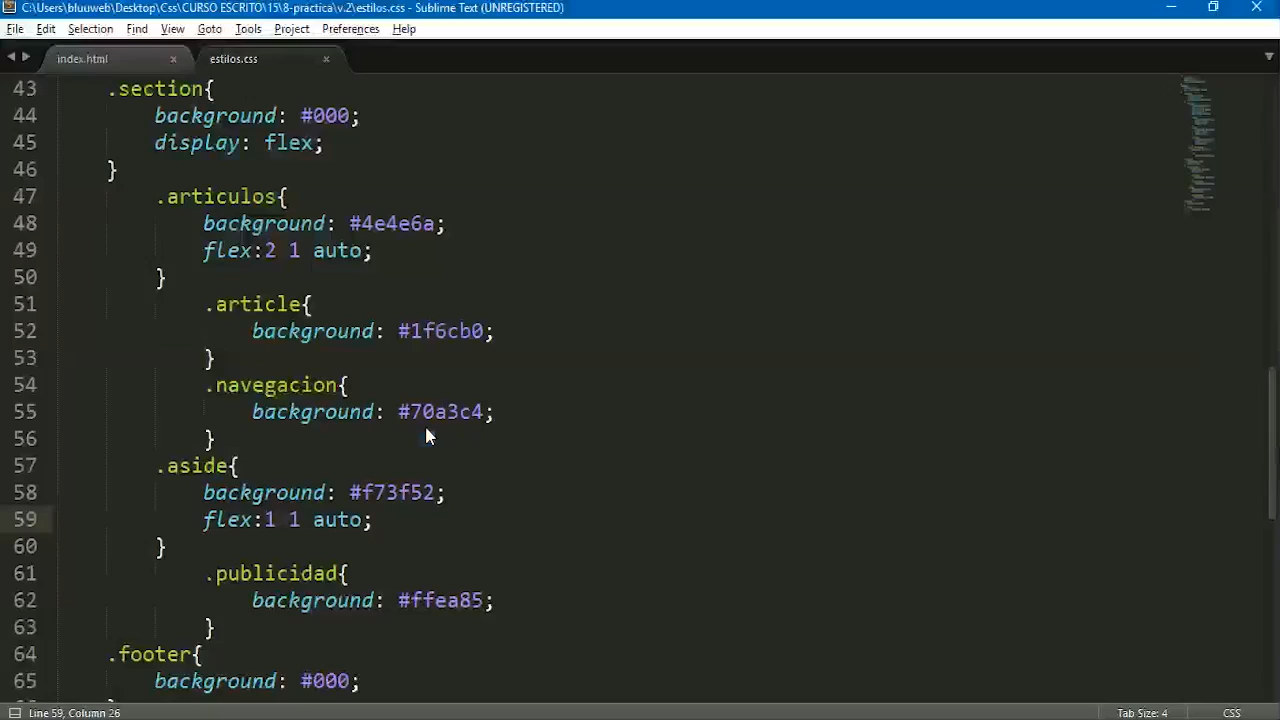 C:\Users\bluuweb\Desktop\Css\CURSO ESCRITO\15\8-practica\v.2\estilos.css - Sublime Text (UNREGISTERED)
File Edit Selection Find View Goto Tools Project Preferences Help
index.html × estilos.css ×
43 .section{
44 background: #000;
45 display: flex;
46 }
47 .articulos{
48 background: #4e4e6a;
49 flex:2 1 auto;
50 }
51 .article{
52 background: #1f6cb0;
53 }
54 .navegacion{
55 background: #70a3c4;
56 }
57 .aside{
58 background: #f73f52;
59 flex:1 1 auto;
60 }
61 .publicidad{
62 background: #ffea85;
63 }
64 .footer{
65 background: #000;
Line 59, Column 26 Tab Size: 4 CSS